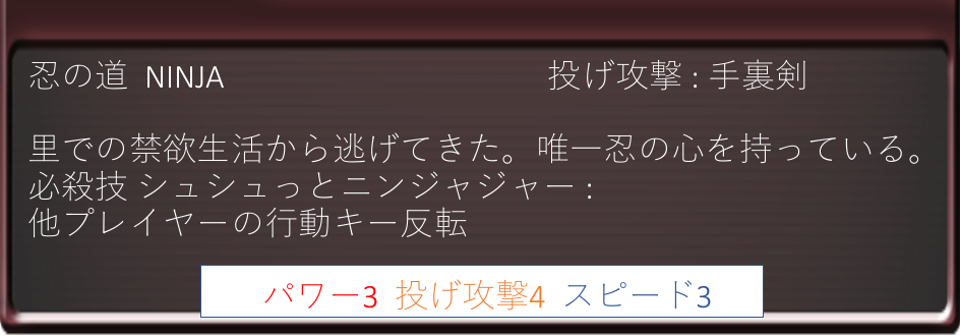 忍の道 NINJA 投げ攻撃 : 手裏剣
里での禁欲生活から逃げてきた。唯一忍の心を持っている。
必殺技 シュシュっとニンジャジャー :
他プレイヤーの行動キー反転
パワー3 投げ攻撃4 スピード3